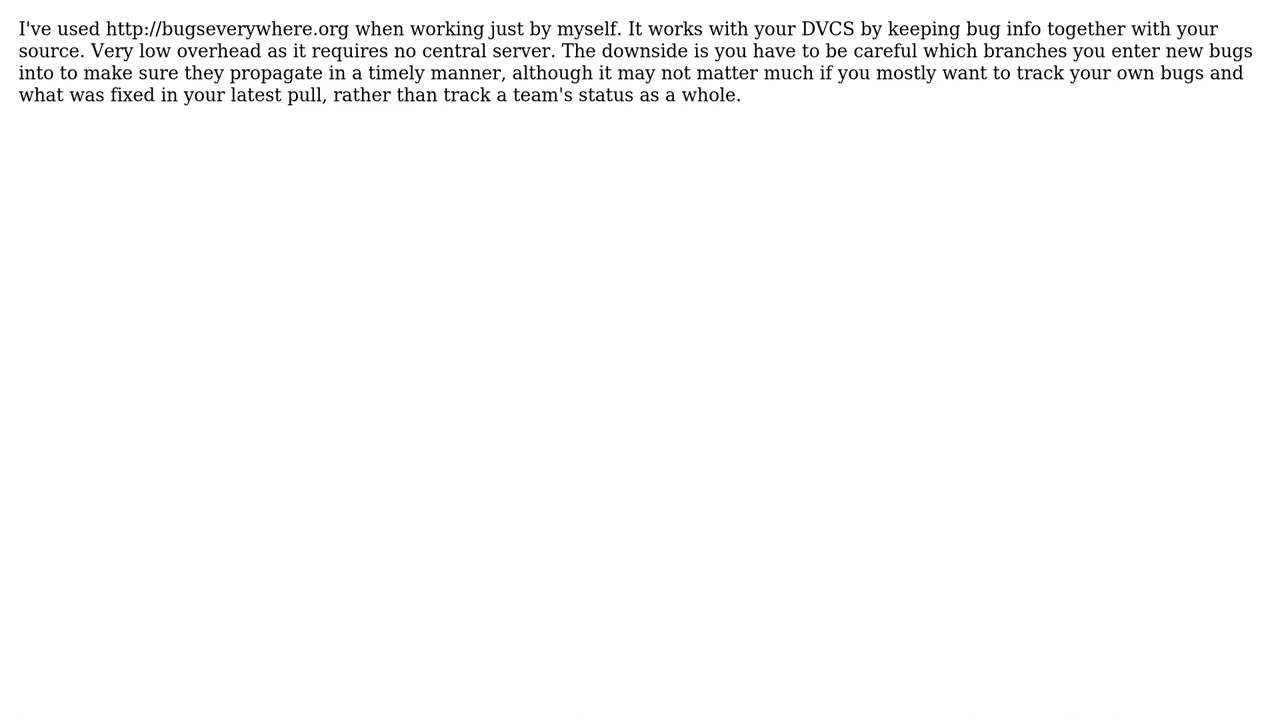 I've used http://bugseverywhere.org when working just by myself. It works with your DVCS by keeping bug info together with your
source. Very low overhead as it requires no central server. The downside is you have to be careful which branches you enter new bugs
into to make sure they propagate in a timely manner, although it may not matter much if you mostly want to track your own bugs and
what was fixed in your latest pull, rather than track a team's status as a whole.